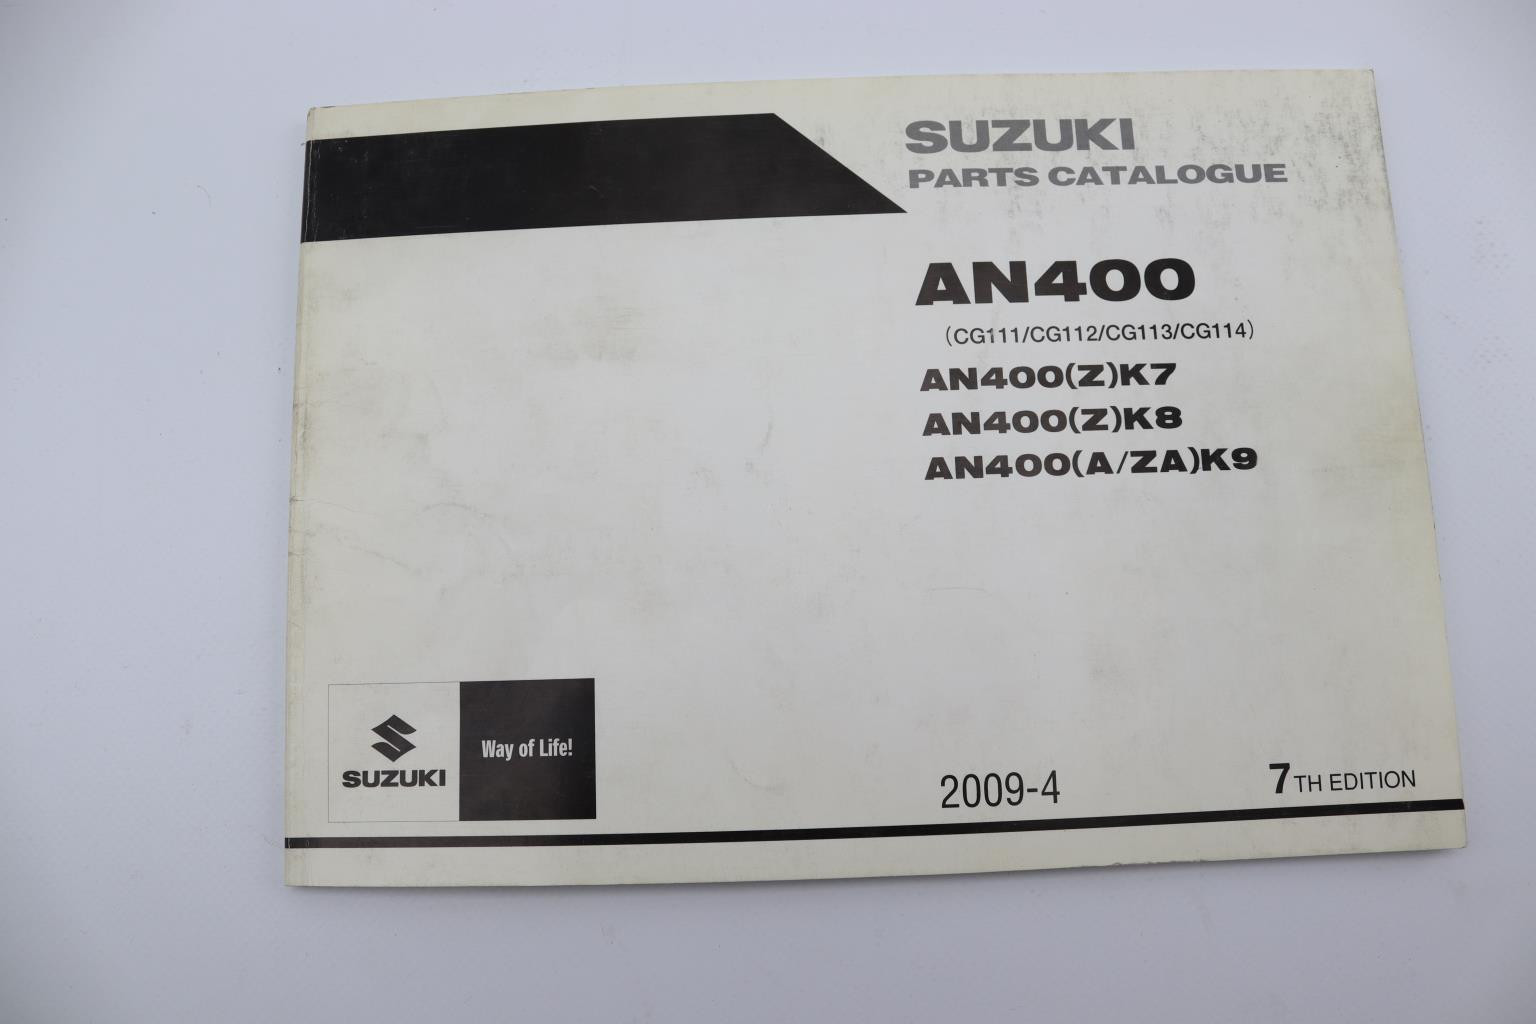 SUZUKI
PARTS CATALOGUE
AN400
(CG111/CG112/CG113/CG114)
AN400(Z)K7
AN400(Z)K8
AN400(A/ZA)K9
SUZUKI
Way of Life!
2009-4
7TH EDITION